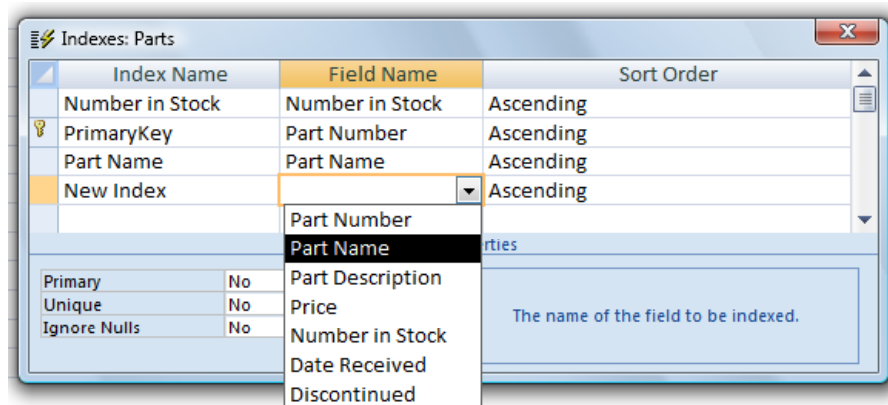 Indexes: Parts
Index Name Field Name Sort Order
Number in Stock Number in Stock Ascending
PrimaryKey Part Number Ascending
Part Name Part Name Ascending
New Index Ascending
Part Number
Part Name
rties
Part Description
Price
Number in Stock
Date Received
Discontinued
Primary No
Unique No
Ignore Nulls No
The name of the field to be indexed.